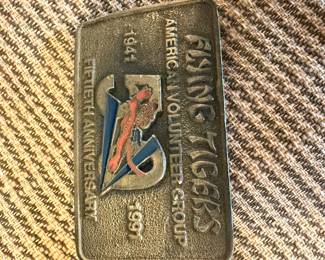 FLYING TIGERS
AMERICAN VOLUNTEER GROUP
1941 1991
FIFTIETH ANNIVERSARY